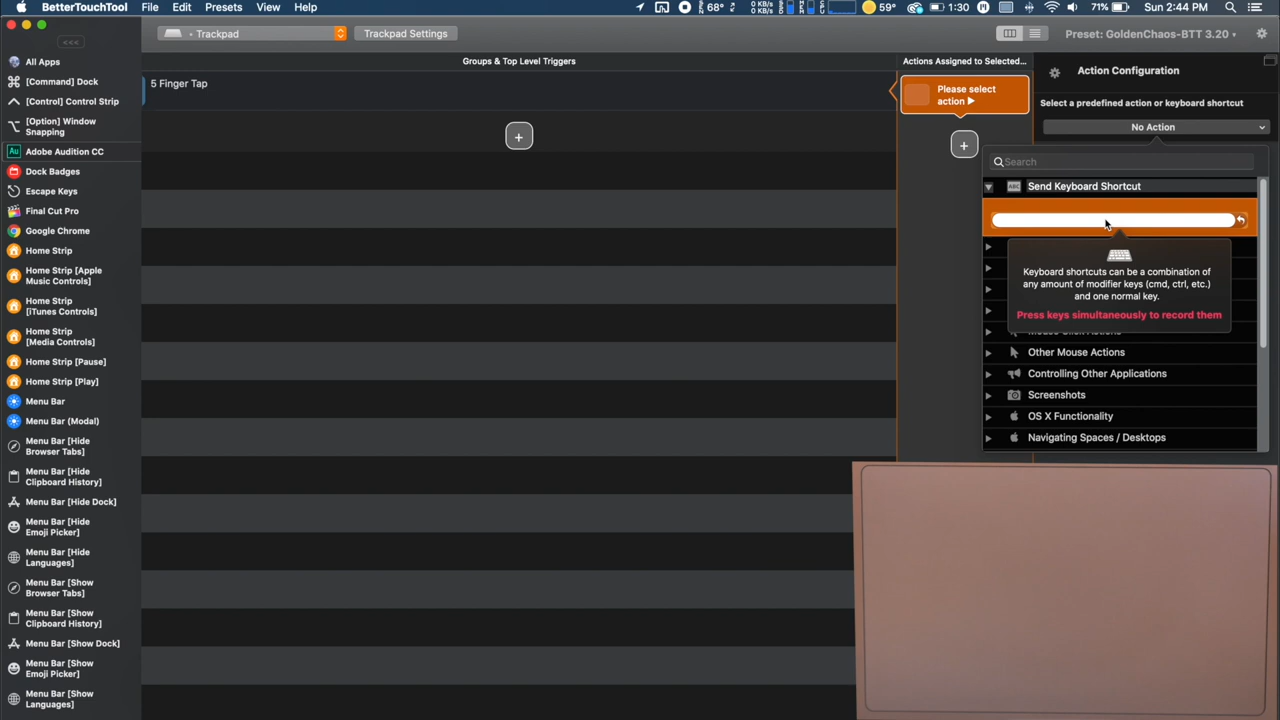 BetterTouchTool File Edit Actions Presets View Help
68° 0 KB/s 0 KB/s 59° 1:30 71% Sun 2:44 PM
Trackpad
Trackpad Settings
Preset: GoldenChaos-BTT 3.20
<<<
All Apps
[Command] Dock
[Control] Control Strip
[Option] Window
Snapping
Adobe Audition CC
Dock Badges
Escape Keys
Final Cut Pro
Google Chrome
Home Strip
Home Strip [Apple
Music Controls]
Home Strip
[iTunes Controls]
Home Strip
[Media Controls]
Home Strip [Pause]
Home Strip [Play]
Menu Bar
Menu Bar (Modal)
Menu Bar [Hide
Browser Tabs]
Menu Bar [Hide
Clipboard History]
Menu Bar [Hide Dock]
Menu Bar [Hide
Emoji Picker]
Menu Bar [Hide
Languages]
Menu Bar [Show
Browser Tabs]
Menu Bar [Show
Clipboard History]
Menu Bar [Show Dock]
Menu Bar [Show
Emoji Picker]
Menu Bar [Show
Languages]
Groups & Top Level Triggers
5 Finger Tap
+
Actions Assigned to Selected...
Please select
action ▶
+
Action Configuration
Select a predefined action or keyboard shortcut
No Action
Search
ABC Send Keyboard Shortcut
Keyboard shortcuts can be a combination of
any amount of modifier keys (cmd, ctrl, etc.)
and one normal key.
Press keys simultaneously to record them
Mouse Click Actions
Other Mouse Actions
Controlling Other Applications
Screenshots
OS X Functionality
Navigating Spaces / Desktops